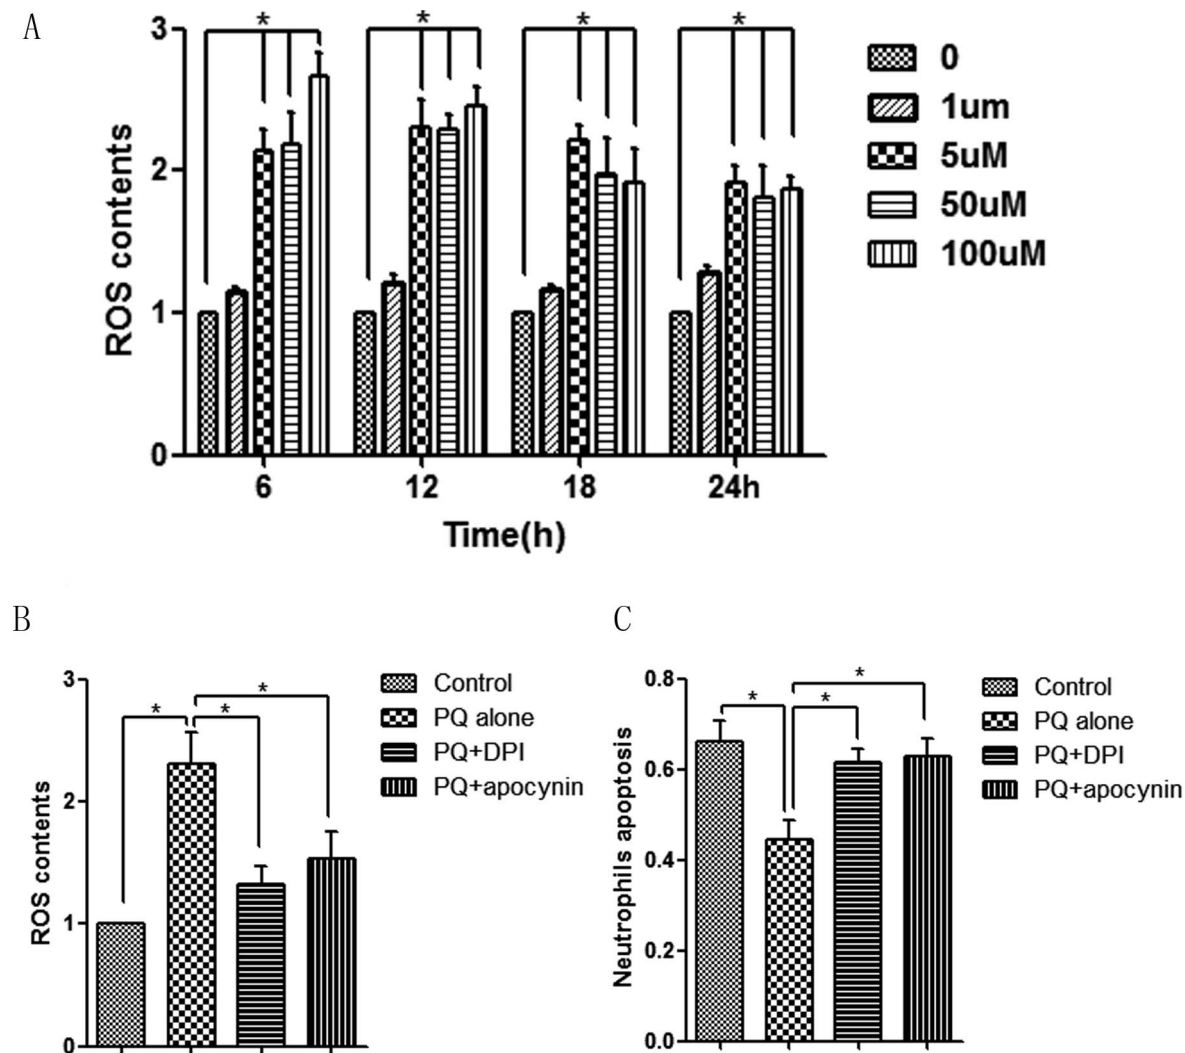 A
ROS contents
3
2
1
0
*
*
*
*
6
12
18
24h
Time(h)
0
1um
5uM
50uM
100uM
B
ROS contents
3
2
1
0
*
*
*
Control
PQ alone
PQ+DPI
PQ+apocynin
C
Neutrophils apoptosis
0.8
0.6
0.4
0.2
0.0
*
*
*
Control
PQ alone
PQ+DPI
PQ+apocynin